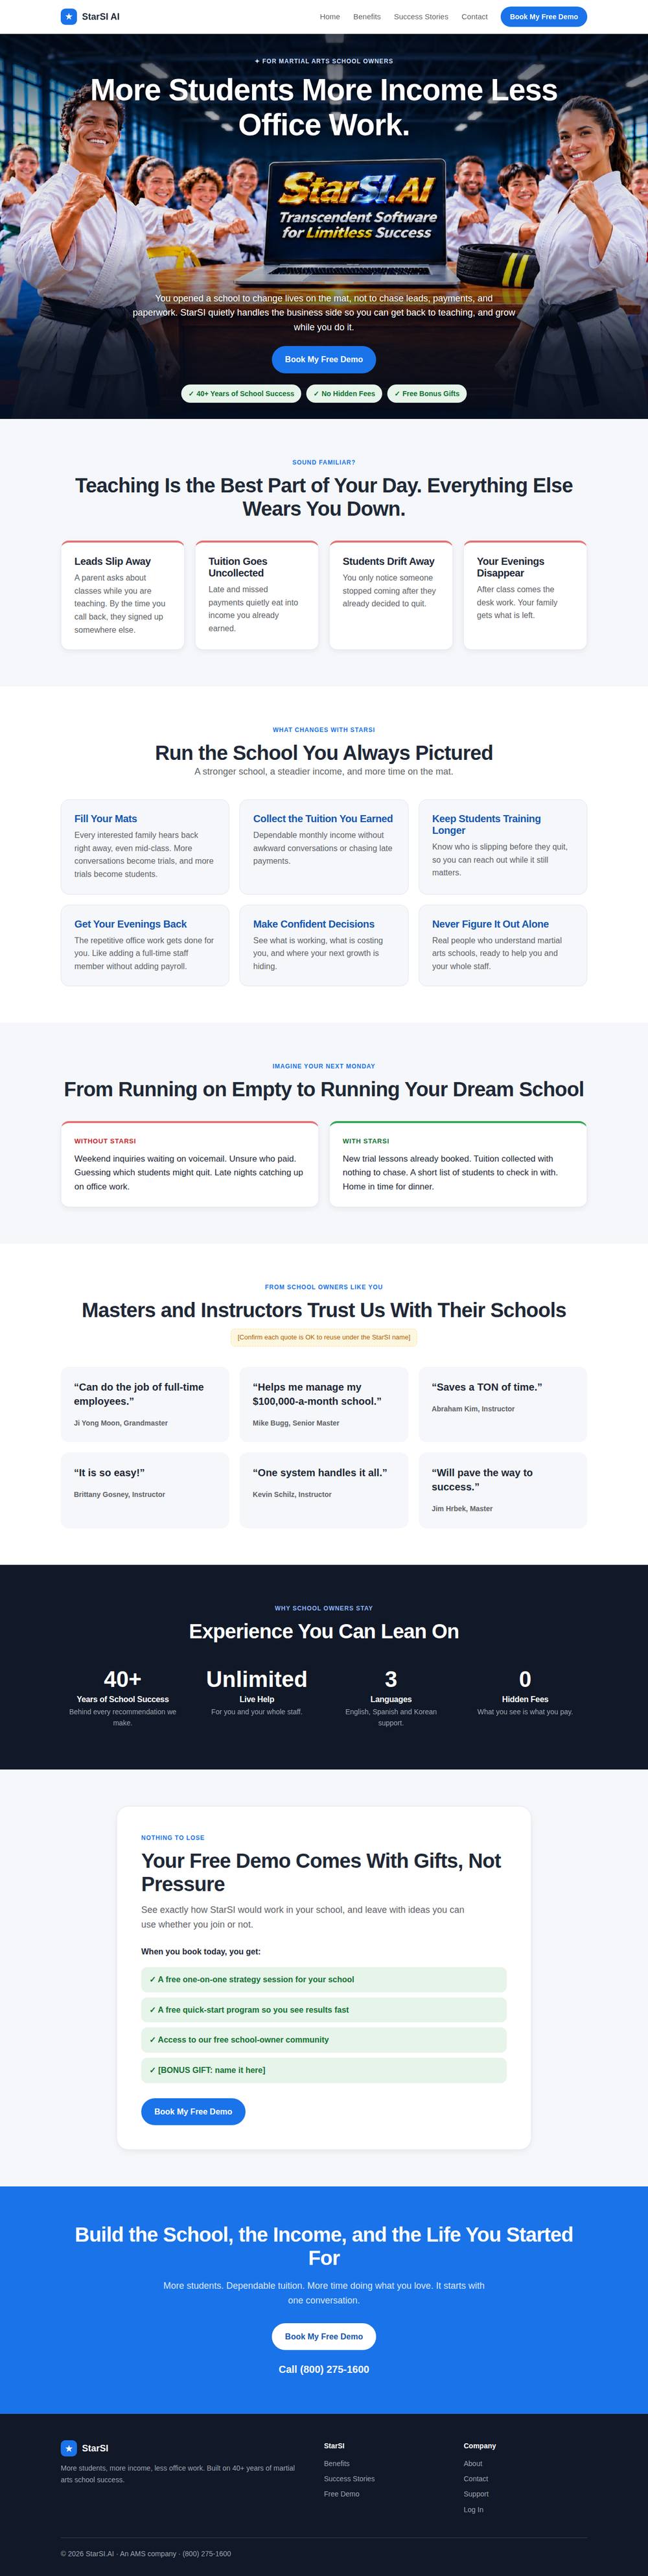 StarSI AI
Home Benefits Success Stories Contact Book My Free Demo
✦ FOR MARTIAL ARTS SCHOOL OWNERS
More Students More Income Less
Office Work.
StarSI.AI
Transcendent Software
for Limitless Success
You opened a school to change lives on the mat, not to chase leads, payments, and
paperwork. StarSI quietly handles the business side so you can get back to teaching, and grow
while you do it.
Book My Free Demo
✓ 40+ Years of School Success ✓ No Hidden Fees ✓ Free Bonus Gifts
SOUND FAMILIAR?
Teaching Is the Best Part of Your Day. Everything Else
Wears You Down.
Leads Slip Away
A parent asks about
classes while you are
teaching. By the time you
call back, they signed up
somewhere else.
Tuition Goes
Uncollected
Late and missed
payments quietly eat into
income you already
earned.
Students Drift Away
You only notice someone
stopped coming after they
already decided to quit.
Your Evenings
Disappear
After class comes the
desk work. Your family
gets what is left.
WHAT CHANGES WITH STARSI
Run the School You Always Pictured
A stronger school, a steadier income, and more time on the mat.
Fill Your Mats
Every interested family hears back
right away, even mid-class. More
conversations become trials, and more
trials become students.
Collect the Tuition You Earned
Dependable monthly income without
awkward conversations or chasing late
payments.
Keep Students Training
Longer
Know who is slipping before they quit,
so you can reach out while it still
matters.
Get Your Evenings Back
The repetitive office work gets done for
you. Like adding a full-time staff
member without adding payroll.
Make Confident Decisions
See what is working, what is costing
you, and where your next growth is
hiding.
Never Figure It Out Alone
Real people who understand martial
arts schools, ready to help you and
your whole staff.
IMAGINE YOUR NEXT MONDAY
From Running on Empty to Running Your Dream School
WITHOUT STARSI
Weekend inquiries waiting on voicemail. Unsure who paid.
Guessing which students might quit. Late nights catching up
on office work.
WITH STARSI
New trial lessons already booked. Tuition collected with
nothing to chase. A short list of students to check in with.
Home in time for dinner.
FROM SCHOOL OWNERS LIKE YOU
Masters and Instructors Trust Us With Their Schools
[Confirm each quote is OK to reuse under the StarSI name]
“Can do the job of full-time
employees.”
Ji Yong Moon, Grandmaster
“Helps me manage my
$100,000-a-month school.”
Mike Bugg, Senior Master
“Saves a TON of time.”
Abraham Kim, Instructor
“It is so easy!”
Brittany Gosney, Instructor
“One system handles it all.”
Kevin Schilz, Instructor
“Will pave the way to
success.”
Jim Hrbek, Master
WHY SCHOOL OWNERS STAY
Experience You Can Lean On
40+
Years of School Success
Behind every recommendation we
make.
Unlimited
Live Help
For you and your whole staff.
3
Languages
English, Spanish and Korean
support.
0
Hidden Fees
What you see is what you pay.
NOTHING TO LOSE
Your Free Demo Comes With Gifts, Not
Pressure
See exactly how StarSI would work in your school, and leave with ideas you can
use whether you join or not.
When you book today, you get:
✓ A free one-on-one strategy session for your school
✓ A free quick-start program so you see results fast
✓ Access to our free school-owner community
✓ [BONUS GIFT: name it here]
Book My Free Demo
Build the School, the Income, and the Life You Started
For
More students. Dependable tuition. More time doing what you love. It starts with
one conversation.
Book My Free Demo
Call (800) 275-1600
StarSI
More students, more income, less office work. Built on 40+ years of martial
arts school success.
StarSI
Benefits
Success Stories
Free Demo
Company
About
Contact
Support
Log In
© 2026 StarSI.AI · An AMS company · (800) 275-1600